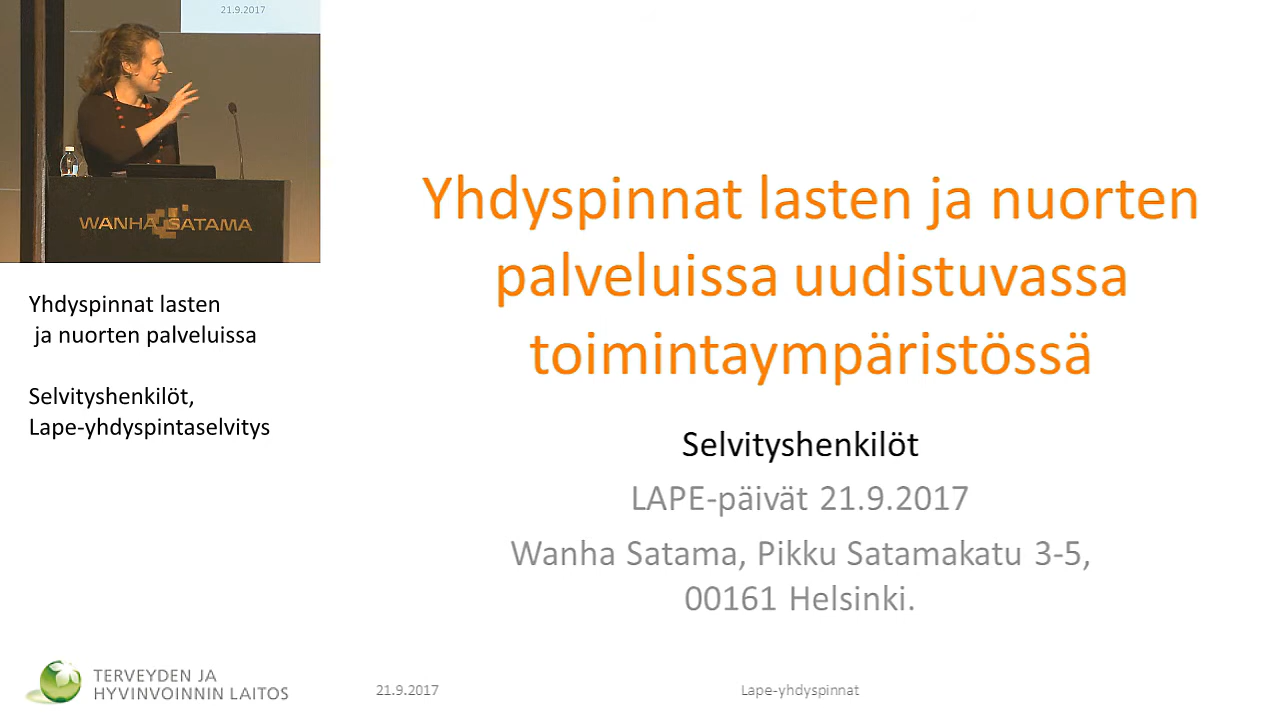 21.9.2017
WANHA SATAMA
Yhdyspinnat lasten
ja nuorten palveluissa
Selvityshenkilöt,
Lape-yhdyspintaselvitys
Yhdyspinnat lasten ja nuorten
palveluissa uudistuvassa
toimintaympäristössä
Selvityshenkilöt
LAPE-päivät 21.9.2017
Wanha Satama, Pikku Satamakatu 3-5,
00161 Helsinki.
TERVEYDEN JA
HYVINVOINNIN LAITOS
21.9.2017
Lape-yhdyspinnat